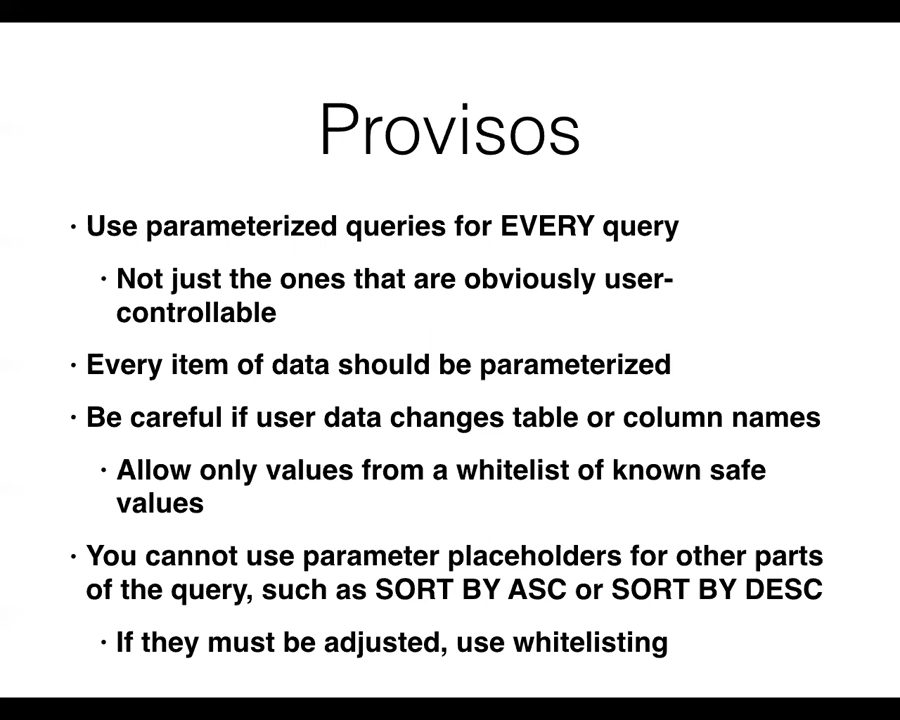 Provisos
· Use parameterized queries for EVERY query
· Not just the ones that are obviously user-
controllable
· Every item of data should be parameterized
· Be careful if user data changes table or column names
· Allow only values from a whitelist of known safe
values
· You cannot use parameter placeholders for other parts
of the query, such as SORT BY ASC or SORT BY DESC
· If they must be adjusted, use whitelisting